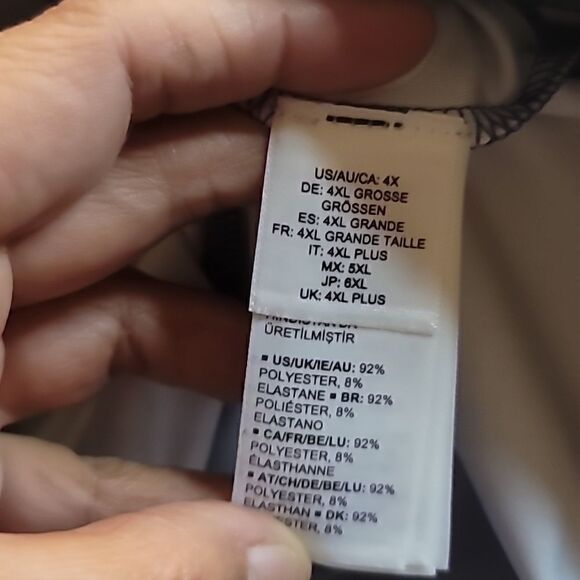 US/AU/CA: 4X
DE: 4XL GROSSE
GRÖSSEN
ES: 4XL GRANDE
FR: 4XL GRANDE TAILLE
IT: 4XL PLUS
MX: 5XL
JP: 6XL
UK: 4XL PLUS
ÜRETİLMİŞTİR
▪ US/UK/IE/AU: 92%
POLYESTER, 8%
ELASTANE ▪ BR: 92%
POLIÉSTER, 8%
ELASTANO
▪ CA/FR/BE/LU: 92%
POLYESTER, 8%
ÉLASTHANNE
▪ AT/CH/DE/BE/LU: 92%
POLYESTER, 8%
ELASTHAN ▪ DK: 92%
POLYESTER, 8%